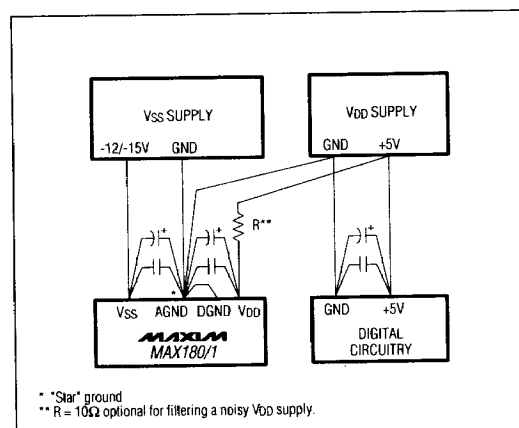 VSS SUPPLY
-12/-15V GND
VDD SUPPLY
GND +5V
R**
+
+
+
*
VSS AGND DGND VDD
MAXIM
MAX180/1
GND +5V
DIGITAL
CIRCUITRY
* "Star" ground
** R = 10Ω optional for filtering a noisy VDD supply.